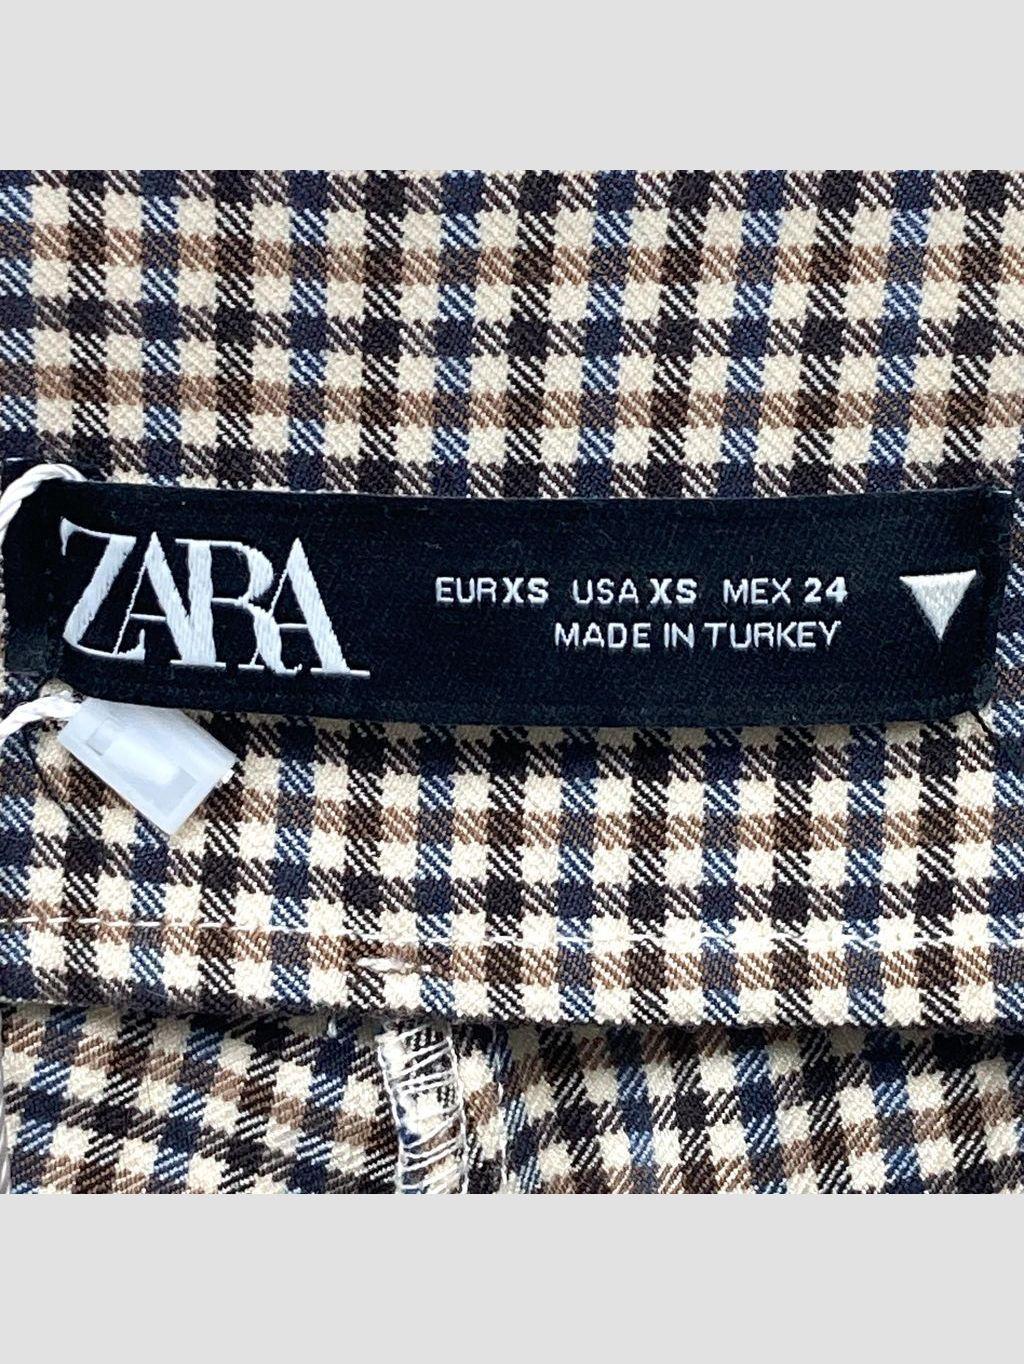 ZARA
EUR XS USA XS MEX 24
MADE IN TURKEY